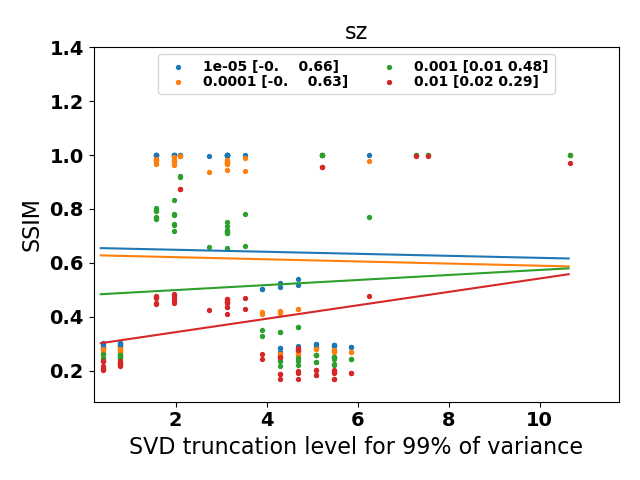 sz
1.4
1e-05 [-0.    0.66]
0.0001 [-0.    0.63]
0.001 [0.01 0.48]
0.01 [0.02 0.29]
1.2
1.0
0.8
0.6
0.4
0.2
SSIM
2 4 6 8 10
SVD truncation level for 99% of variance